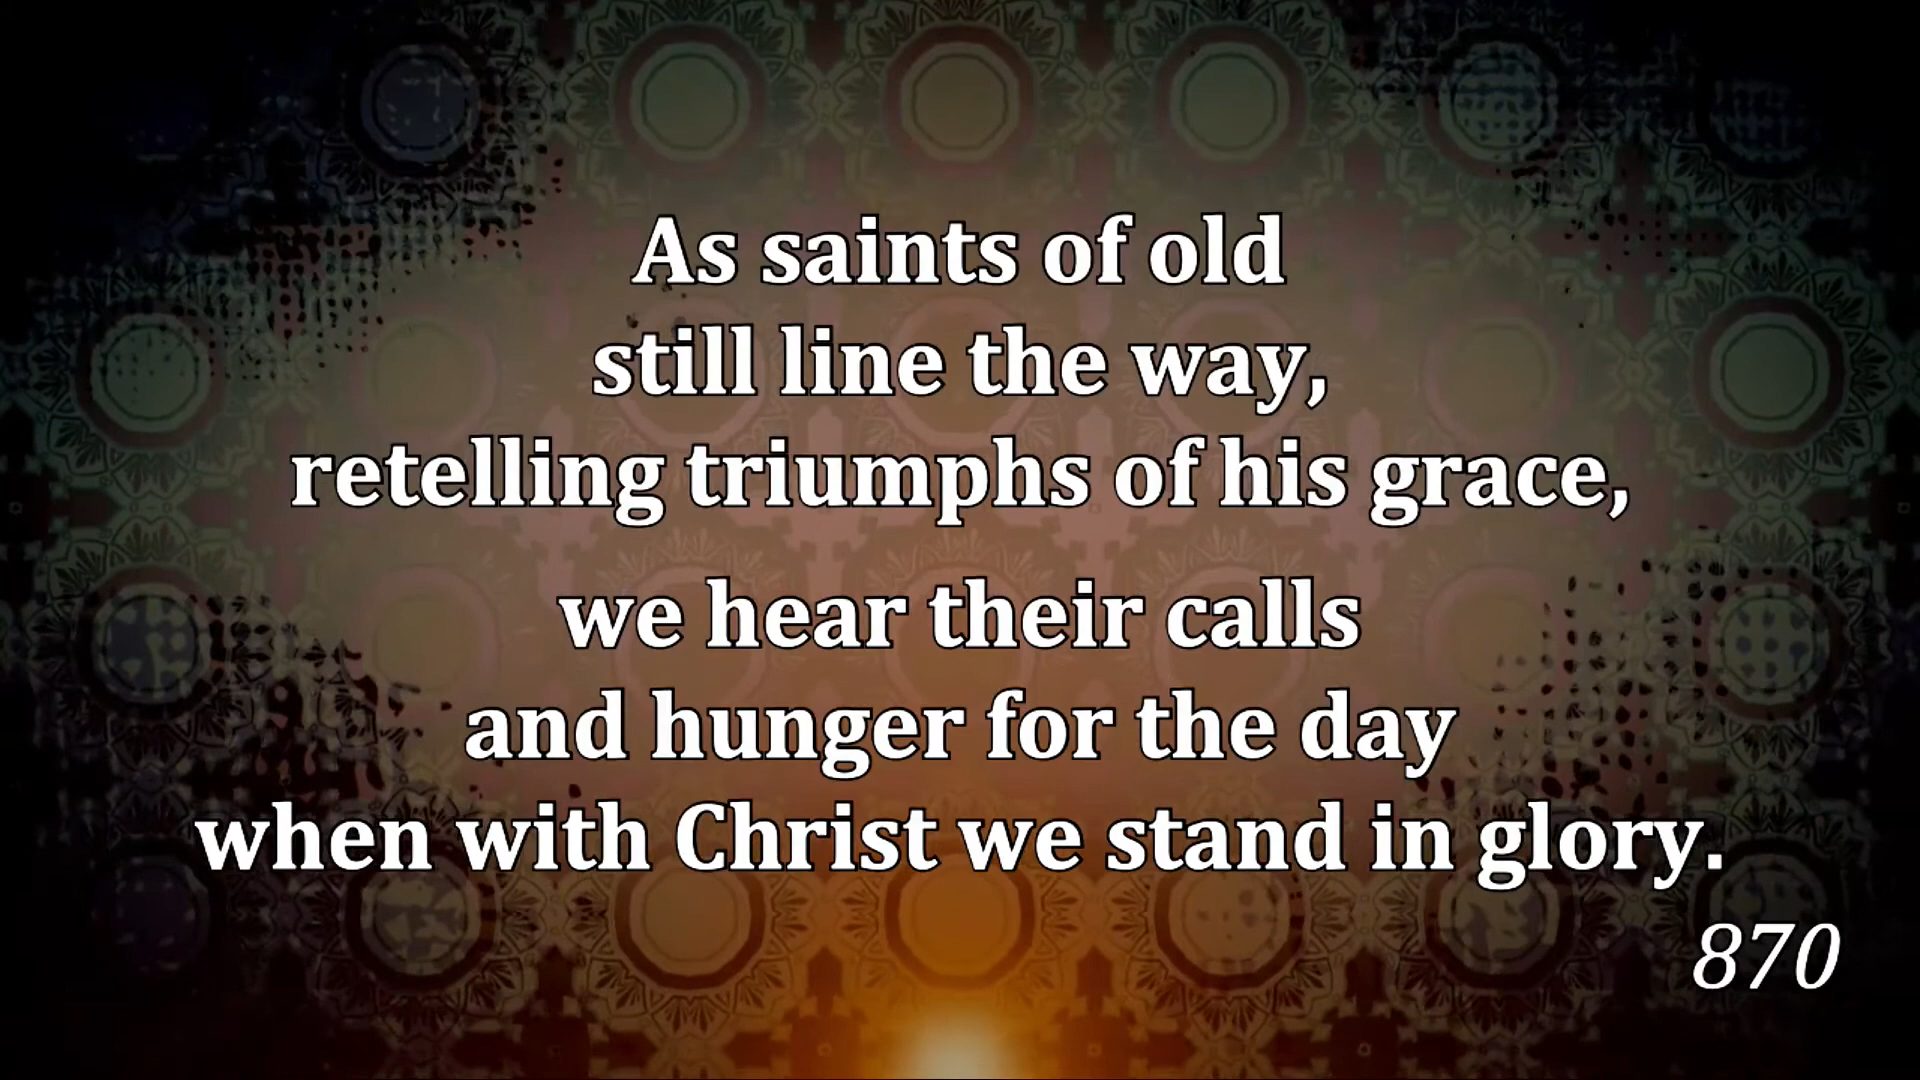 As saints of old
still line the way,
retelling triumphs of his grace,
we hear their calls
and hunger for the day
when with Christ we stand in glory.
870